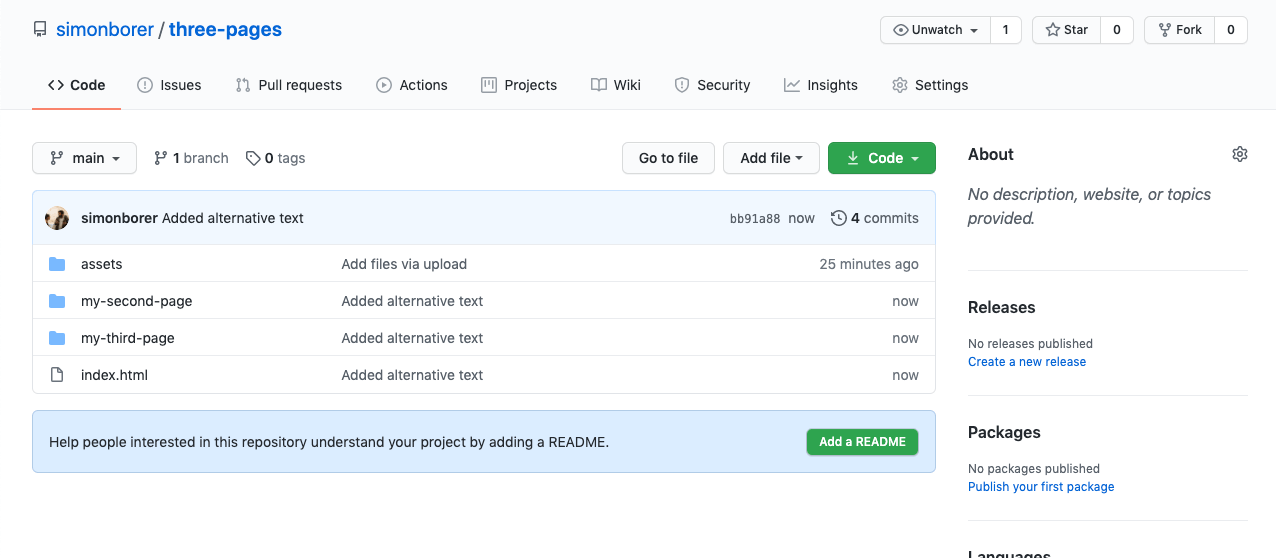 simonborer / three-pages
Unwatch 1 Star 0 Fork 0
Code Issues Pull requests Actions Projects Wiki Security Insights Settings
main 1 branch 0 tags Go to file Add file Code
simonborer Added alternative text bb91a88 now 4 commits
assets Add files via upload 25 minutes ago
my-second-page Added alternative text now
my-third-page Added alternative text now
index.html Added alternative text now
Help people interested in this repository understand your project by adding a README. Add a README
About
No description, website, or topics
provided.
Releases
No releases published
Create a new release
Packages
No packages published
Publish your first package
Languages